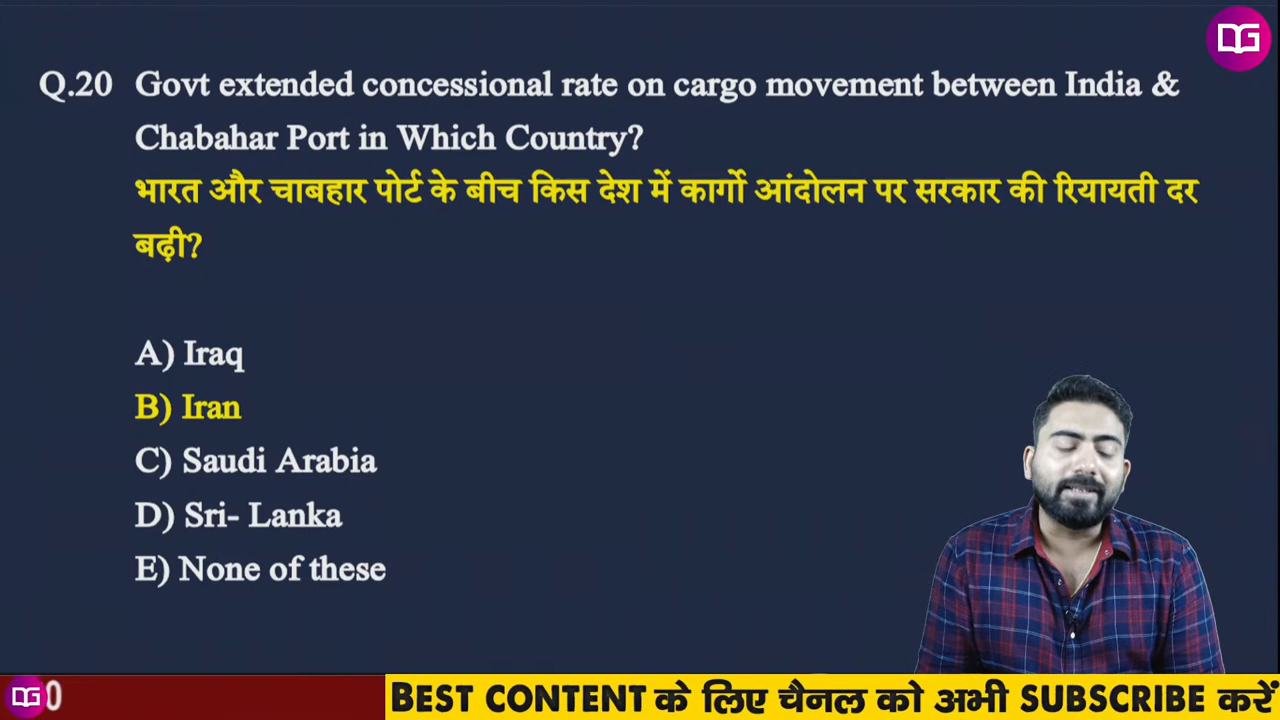 DG
Q.20 Govt extended concessional rate on cargo movement between India &
Chabahar Port in Which Country?
भारत और चाबहार पोर्ट के बीच किस देश में कार्गो आंदोलन पर सरकार की रियायती दर
बढ़ी?
A) Iraq
B) Iran
C) Saudi Arabia
D) Sri- Lanka
E) None of these
DG 0
BEST CONTENT के लिए चैनल को अभी SUBSCRIBE करें